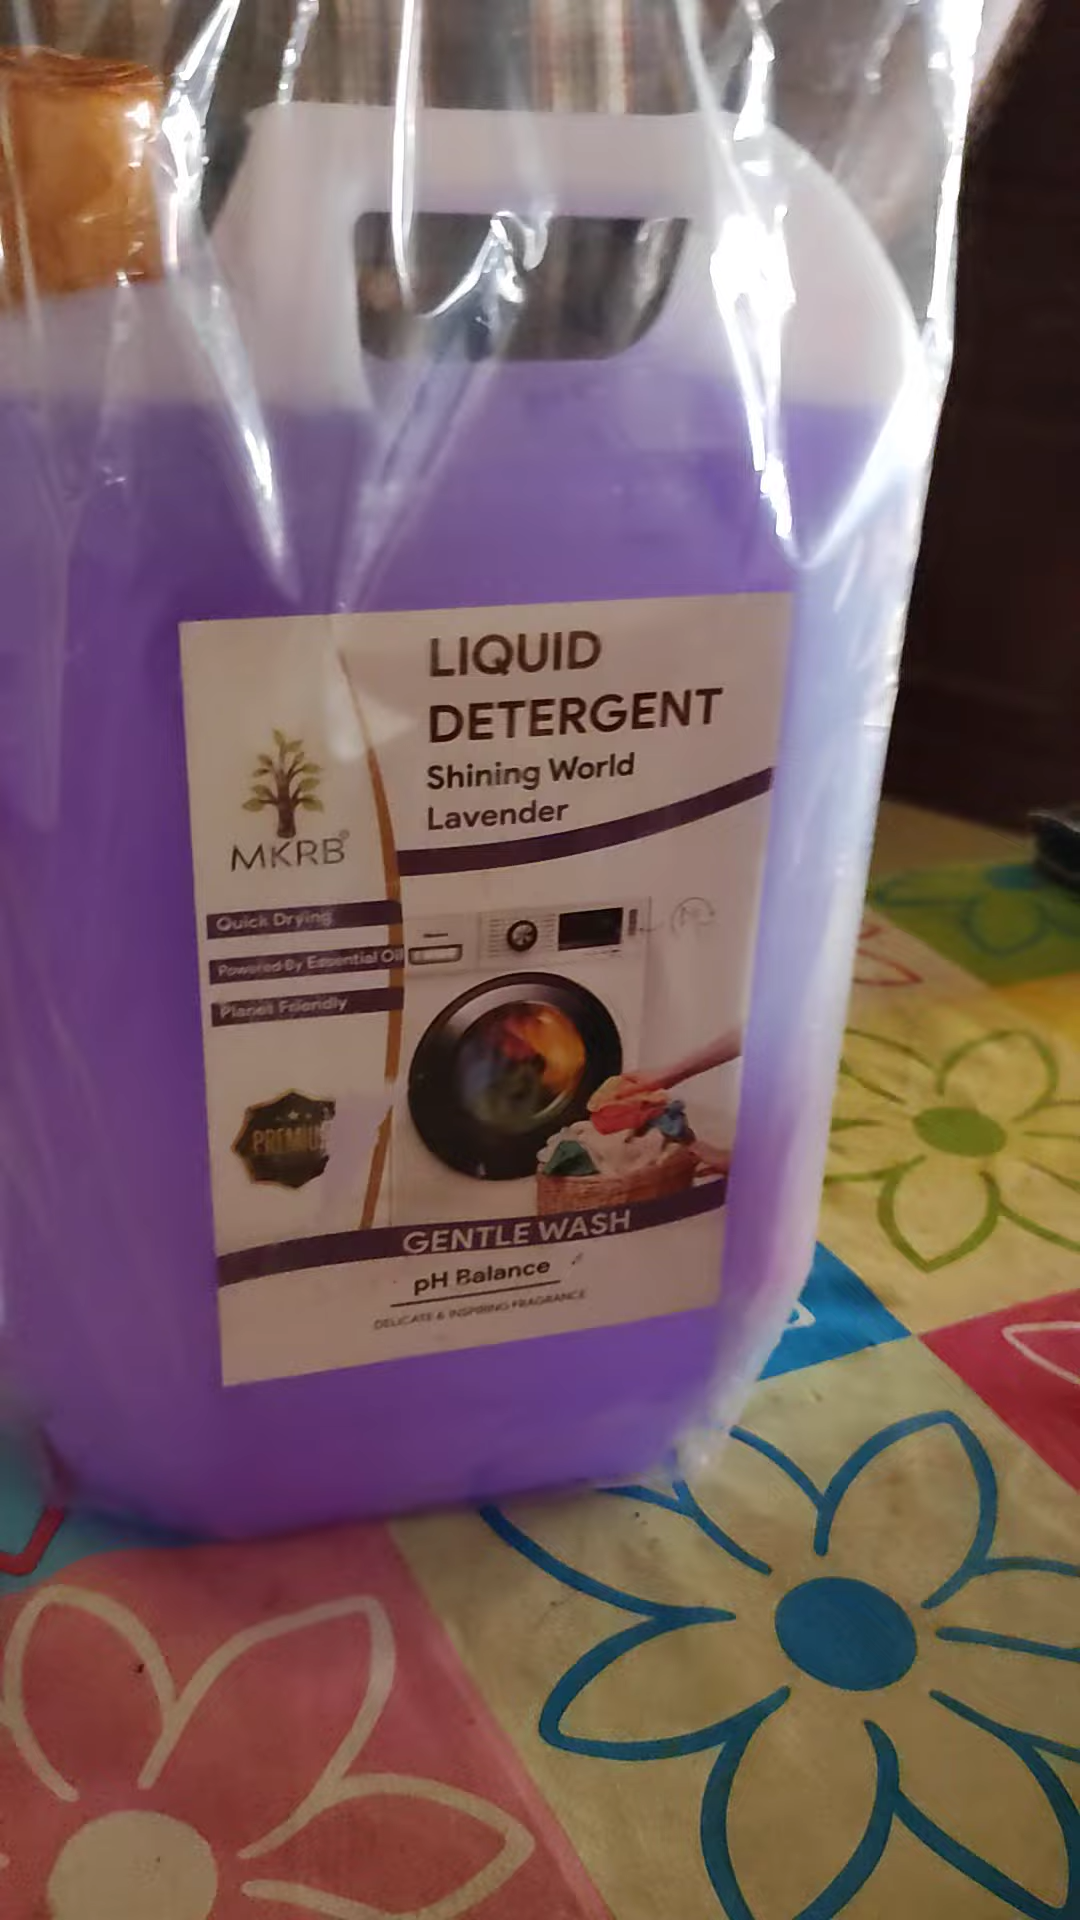 LIQUID
DETERGENT
Shining World
Lavender
MKRB®
Quick Drying
Powered By Essential Oil
Planet Friendly
PREMIUM
GENTLE WASH
pH Balance
DELICATE & INSPIRING FRAGRANCE